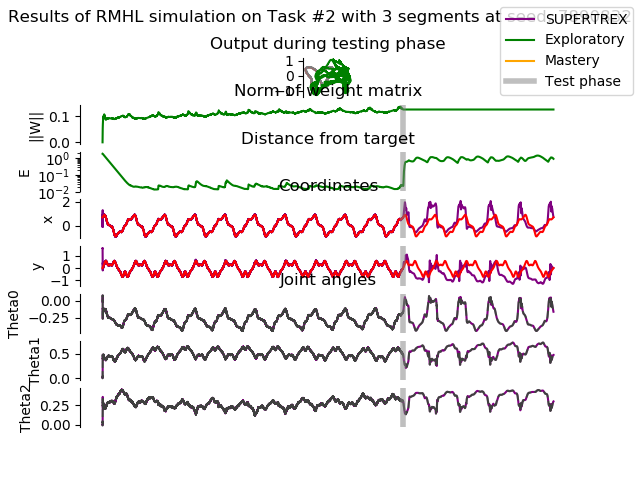 Results of RMHL simulation on Task #2 with 3 segments at
SUPERTREX
Exploratory
Mastery
Test phase
Output during testing phase
1
0
−1
Norm of weight matrix
||W||
0.1
0.0
Distance from target
E
10⁰
10⁻¹
10⁻²
Coordinates
x
2
0
y
1
0
−1
Joint angles
Theta0
0.00
−0.25
Theta1
0.5
0.0
Theta2
0.25
0.00